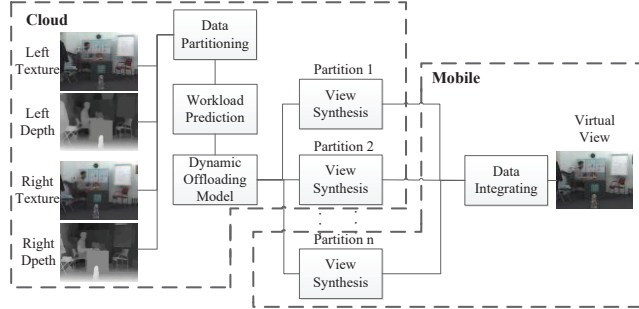 Cloud
Left
Texture
Left
Depth
Right
Texture
Right
Dpeth
Data
Partitioning
Workload
Prediction
Dynamic
Offloading
Model
Partition 1
View
Synthesis
Partition 2
View
Synthesis
Partition n
View
Synthesis
Mobile
Data
Integrating
Virtual
View